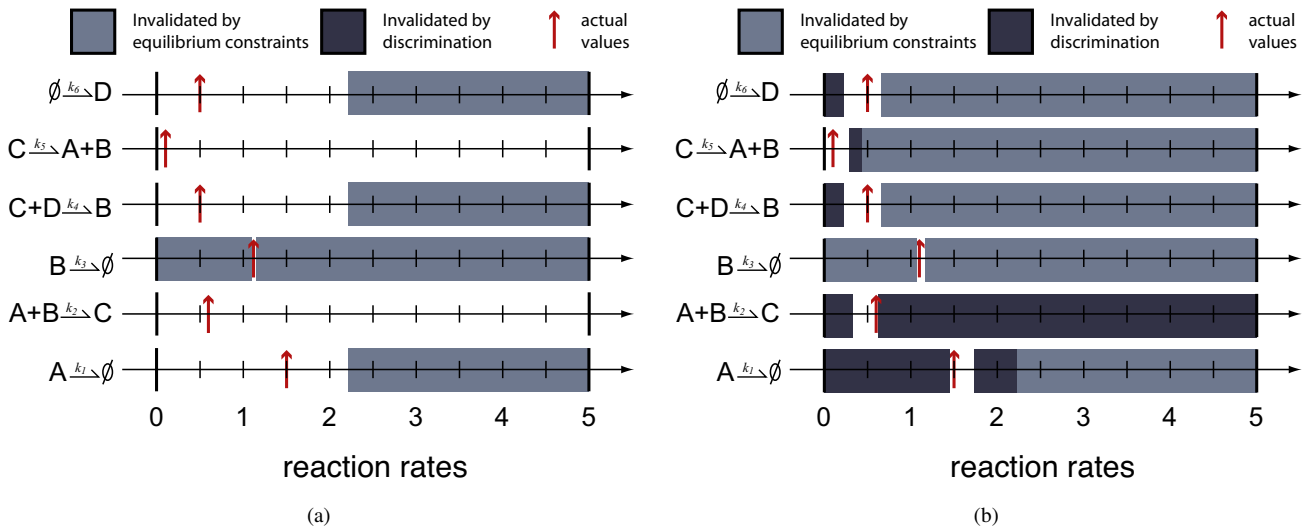 Invalidated by equilibrium constraints
Invalidated by discrimination
actual values
∅ k₆⇀ D
C k₅⇀ A+B
C+D k₄⇀ B
B k₃⇀ ∅
A+B k₂⇀ C
A k₁⇀ ∅
0 1 2 3 4 5
reaction rates
(a)
Invalidated by equilibrium constraints
Invalidated by discrimination
actual values
∅ k₆⇀ D
C k₅⇀ A+B
C+D k₄⇀ B
B k₃⇀ ∅
A+B k₂⇀ C
A k₁⇀ ∅
0 1 2 3 4 5
reaction rates
(b)